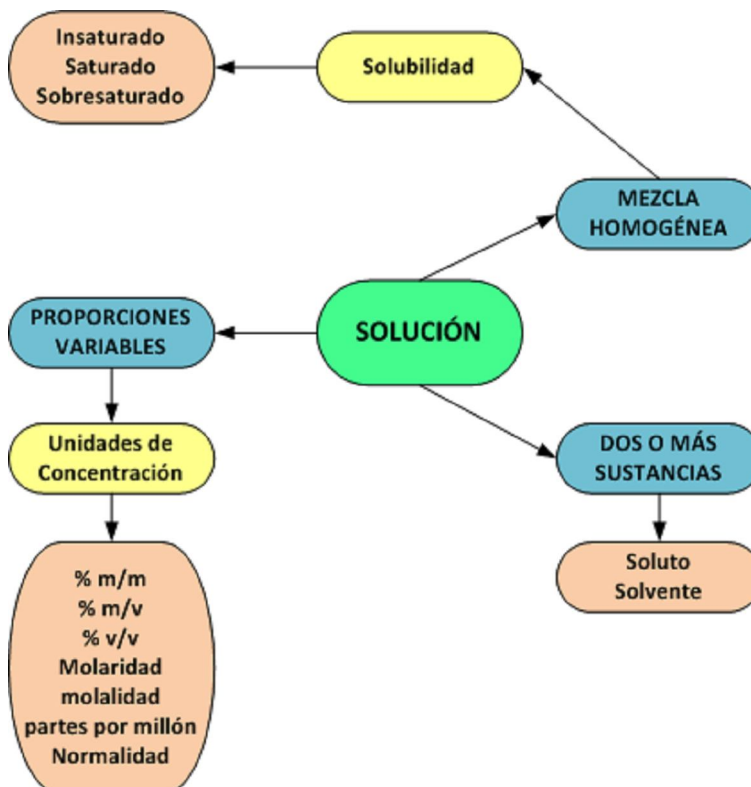 Insaturado
Saturado
Sobresaturado
Solubilidad
MEZCLA
HOMOGÉNEA
PROPORCIONES
VARIABLES
SOLUCIÓN
Unidades de
Concentración
DOS O MÁS
SUSTANCIAS
% m/m
% m/v
% v/v
Molaridad
molalidad
partes por millón
Normalidad
Soluto
Solvente